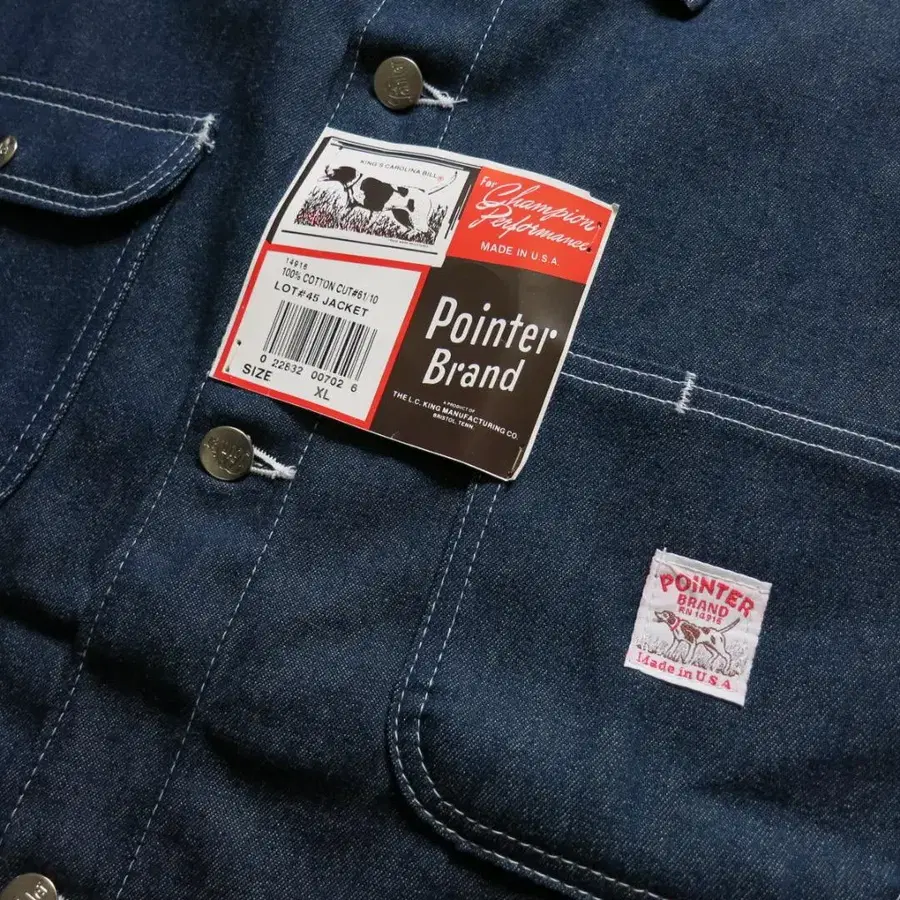 KING'S CAROLINA BILL
For
Champion
Performance
MADE IN U.S.A.
14916
100% COTTON CUT#61/10
LOT#45 JACKET
0 22832 00702 6
SIZE
XL
Pointer
Brand
A PRODUCT OF
THE L.C. KING MANUFACTURING CO.
BRISTOL, TENN.
POINTER
BRAND
RN 14916
Made in U.S.A